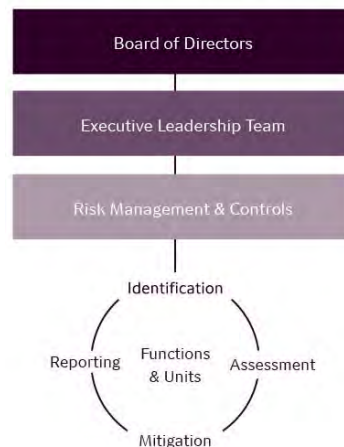 Board of Directors
Executive Leadership Team
Risk Management & Controls
Identification
Reporting
Functions
& Units
Assessment
Mitigation